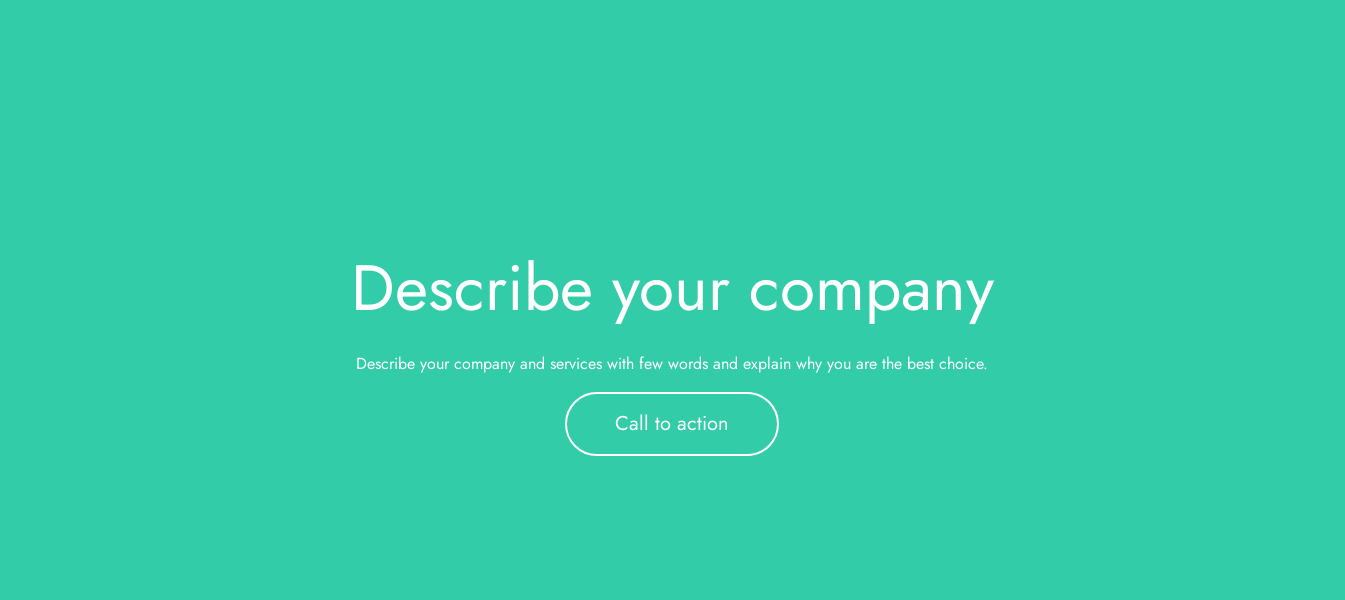 Describe your company
Describe your company and services with few words and explain why you are the best choice.
Call to action